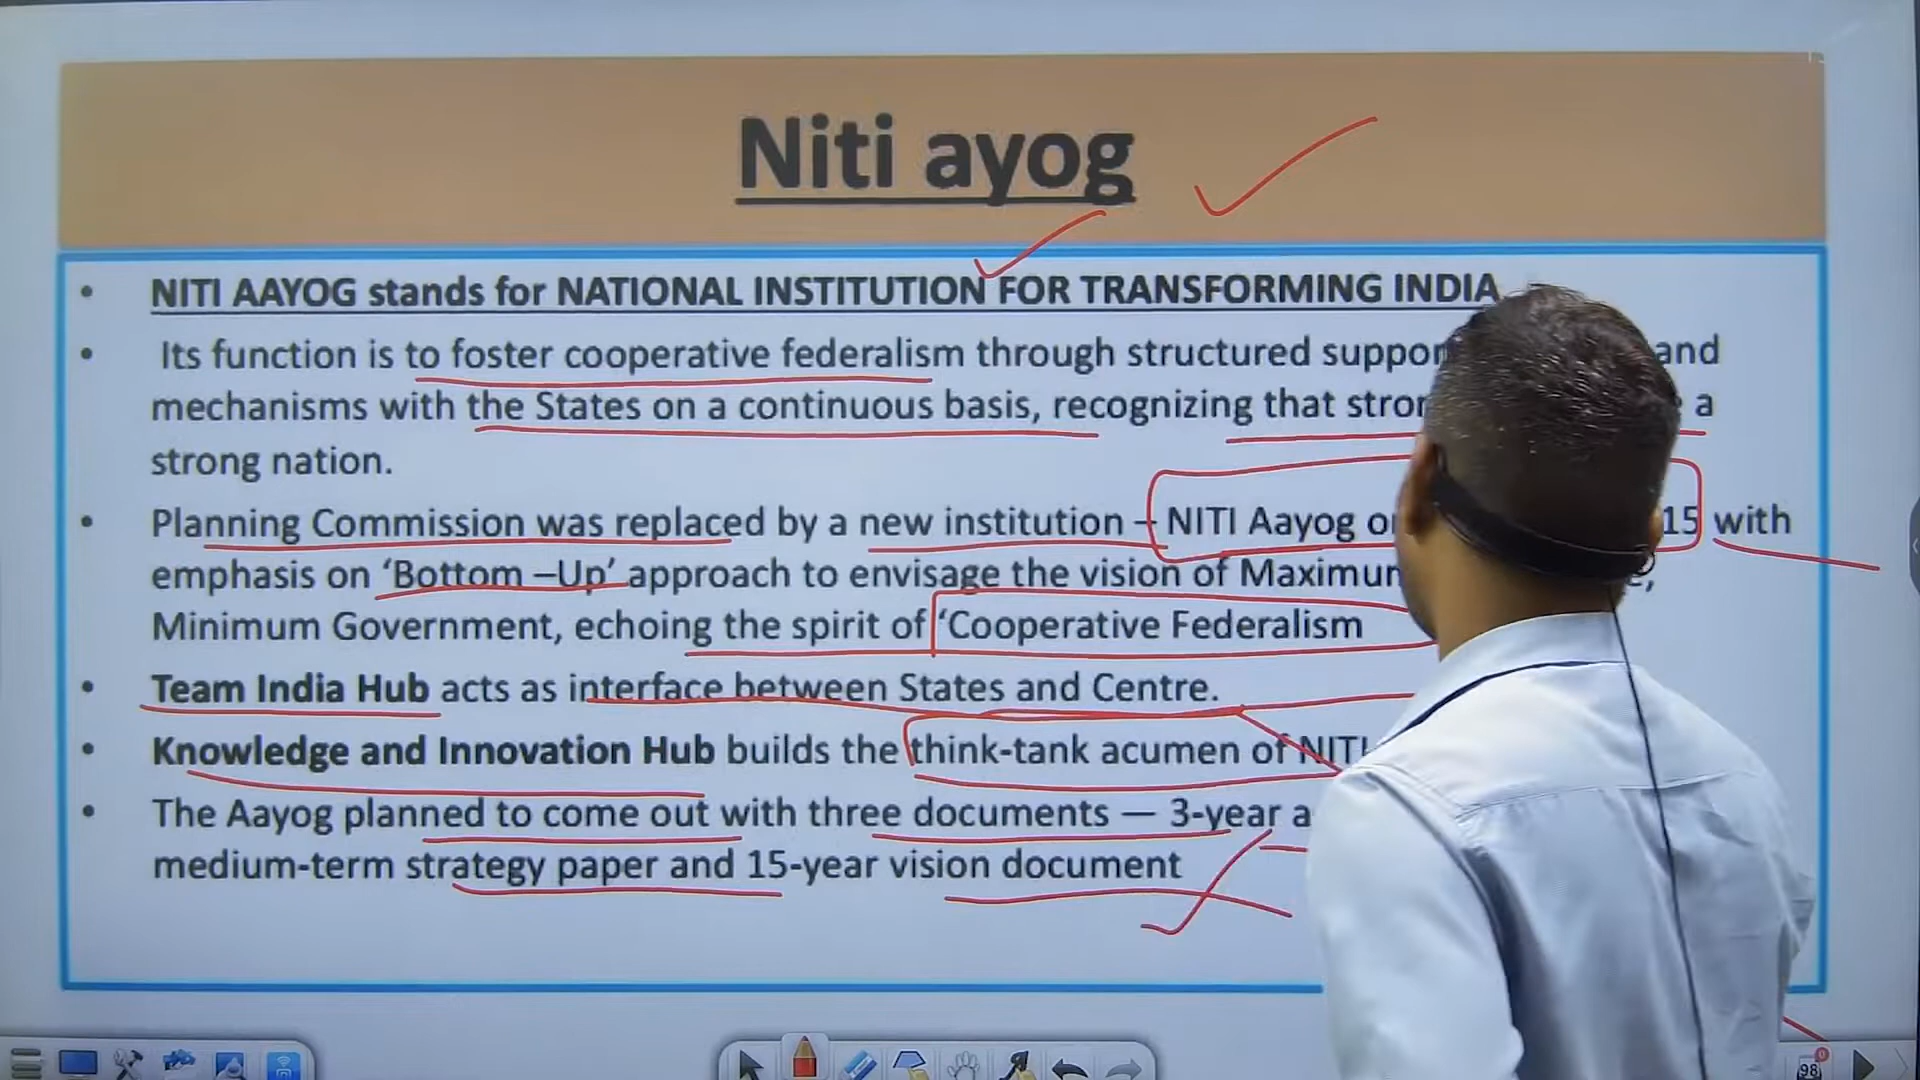 Niti ayog
• NITI AAYOG stands for NATIONAL INSTITUTION FOR TRANSFORMING INDIA
• Its function is to foster cooperative federalism through structured and
mechanisms with the States on a continuous basis, recognizing that a
strong nation.
• Planning Commission was replaced by a new institution – NITI Aayog 15 with
emphasis on ‘Bottom –Up’ approach to envisage the vision of
Minimum Government, echoing the spirit of ‘Cooperative Federalism
• Team India Hub acts as interface between States and Centre.
• Knowledge and Innovation Hub builds the think-tank acumen of NITI
• The Aayog planned to come out with three documents — 3-year
medium-term strategy paper and 15-year vision document
98